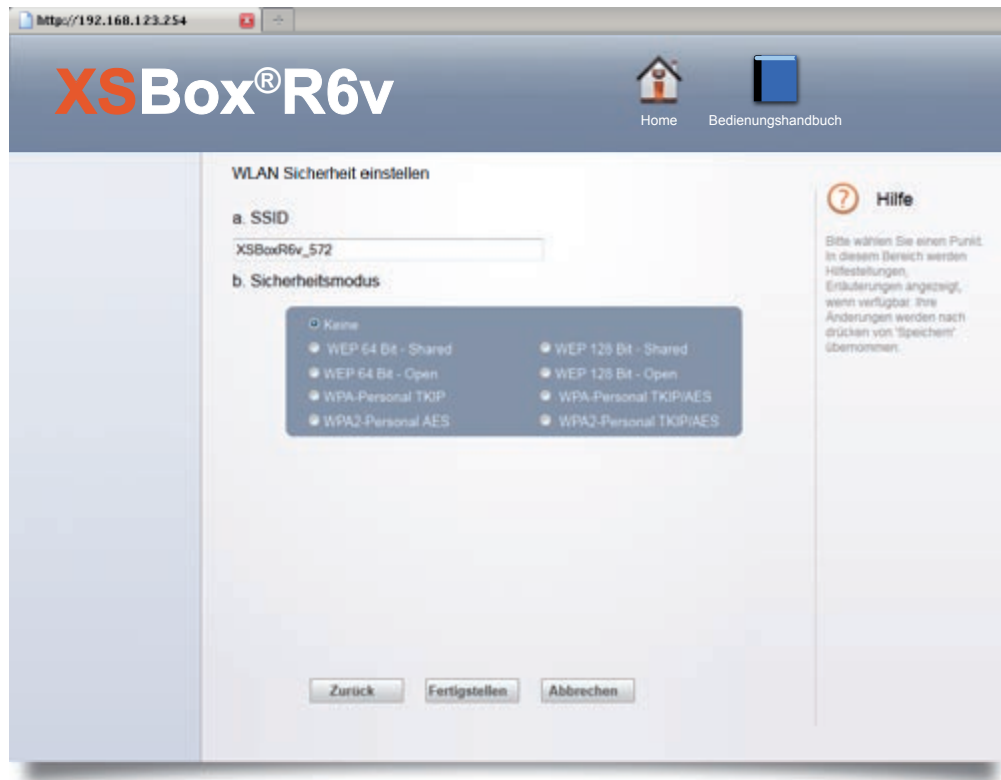 http://192.168.123.254
XSBox®R6v
Home
Bedienungshandbuch
WLAN Sicherheit einstellen
a. SSID
XSBoxR6v_572
b. Sicherheitsmodus
Keine
WEP 64 Bit - Shared
WEP 128 Bit - Shared
WEP 64 Bit - Open
WEP 128 Bit - Open
WPA-Personal TKIP
WPA-Personal TKIP/AES
WPA2-Personal AES
WPA2-Personal TKIP/AES
Zurück
Fertigstellen
Abbrechen
Hilfe
Bitte wählen Sie einen Punkt.
In diesem Bereich werden
Hilfestellungen,
Erläuterungen angezeigt,
wenn verfügbar. Ihre
Änderungen werden nach
drücken von 'Speichern'
übernommen.